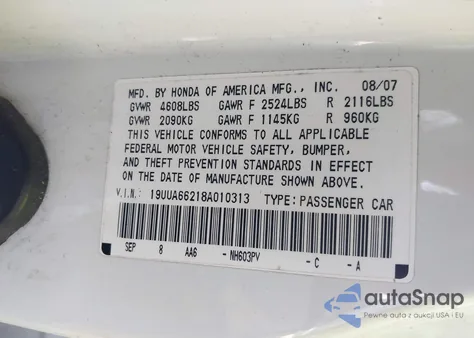 MFD. BY HONDA OF AMERICA MFG., INC. 08/07
GVWR 4608LBS GAWR F 2524LBS R 2116LBS
GVWR 2090KG GAWR F 1145KG R 960KG
THIS VEHICLE CONFORMS TO ALL APPLICABLE
FEDERAL MOTOR VEHICLE SAFETY, BUMPER,
AND THEFT PREVENTION STANDARDS IN EFFECT
ON THE DATE OF MANUFACTURE SHOWN ABOVE.
V.I.N: 19UUA66218A010313 TYPE: PASSENGER CAR
SEP 8 AA6 -NH603PV -C -A
autoSnap
Pewne auta z aukcji USA i EU